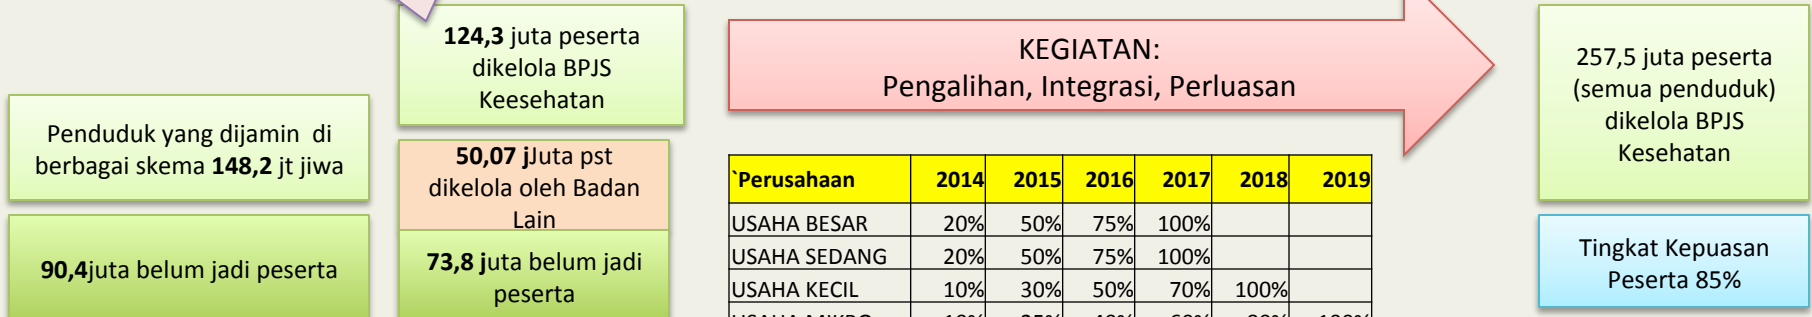 Penduduk yang dijamin di
berbagai skema 148,2 jt jiwa
90,4juta belum jadi peserta
124,3 juta peserta
dikelola BPJS
Keesehatan
50,07 jJuta pst
dikelola oleh Badan
Lain
73,8 juta belum jadi
peserta
KEGIATAN:
Pengalihan, Integrasi, Perluasan
`Perusahaan 2014 2015 2016 2017 2018 2019
USAHA BESAR 20% 50% 75% 100%
USAHA SEDANG 20% 50% 75% 100%
USAHA KECIL 10% 30% 50% 70% 100%
257,5 juta peserta
(semua penduduk)
dikelola BPJS
Kesehatan
Tingkat Kepuasan
Peserta 85%